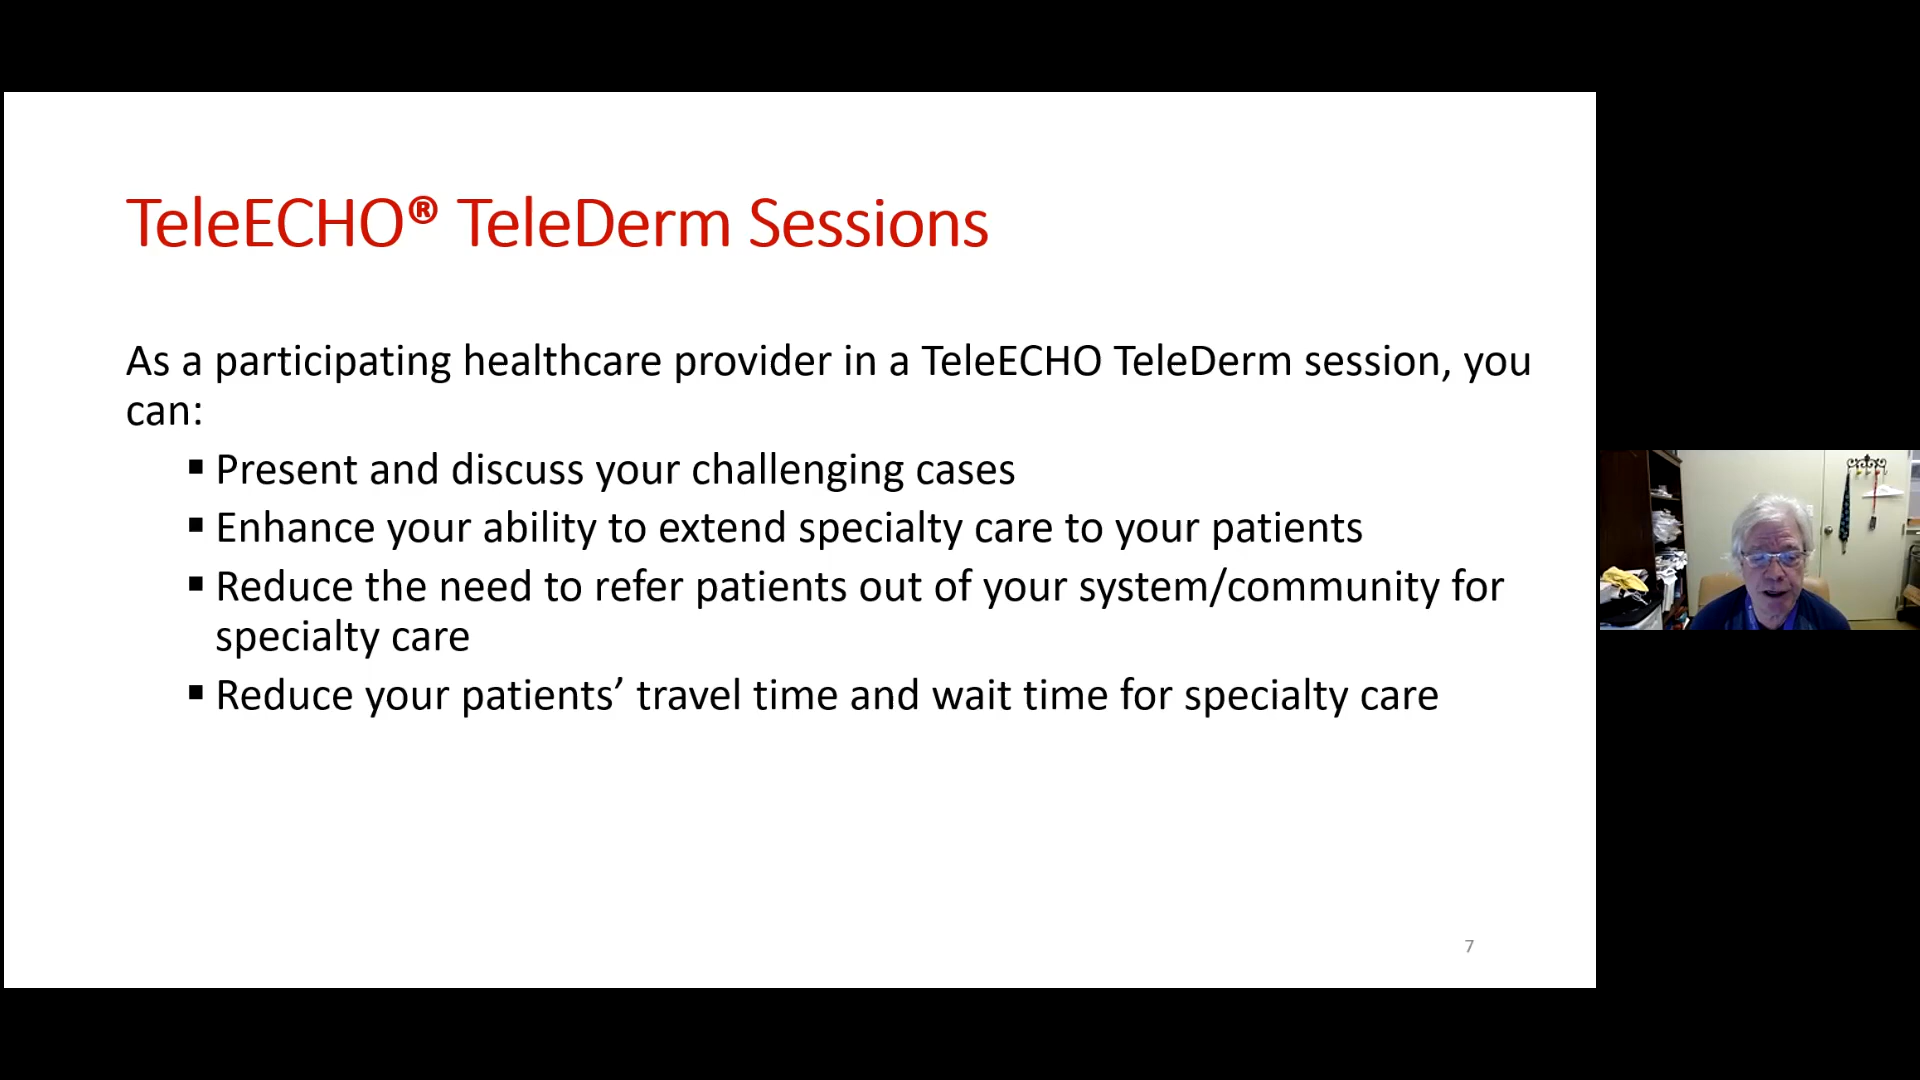 TeleECHO® TeleDerm Sessions
As a participating healthcare provider in a TeleECHO TeleDerm session, you
can:
▪ Present and discuss your challenging cases
▪ Enhance your ability to extend specialty care to your patients
▪ Reduce the need to refer patients out of your system/community for
specialty care
▪ Reduce your patients’ travel time and wait time for specialty care
7